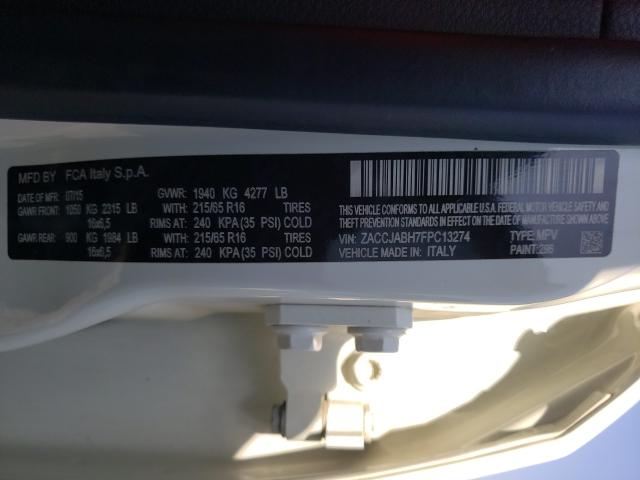 MFD BY FCA Italy S.p.A.
DATE OF MFR: 07/15 GVWR: 1940 KG 4277 LB
GAWR FRONT: 1050 KG 2315 LB WITH: 215/65 R16 TIRES
16x6,5 RIMS AT: 240 KPA (35 PSI) COLD
GAWR REAR: 900 KG 1984 LB WITH: 215/65 R16 TIRES
16x6,5 RIMS AT: 240 KPA (35 PSI) COLD
THIS VEHICLE CONFORMS TO ALL APPLICABLE U.S.A. FEDERAL MOTOR
VEHICLE SAFETY STANDARDS IN EFFECT ON THE DATE OF MANUFACTURE SHOWN ABOVE.
VIN: ZACCJABH7FPC13274 TYPE: MPV
VEHICLE MADE IN: ITALY PAINT: 296